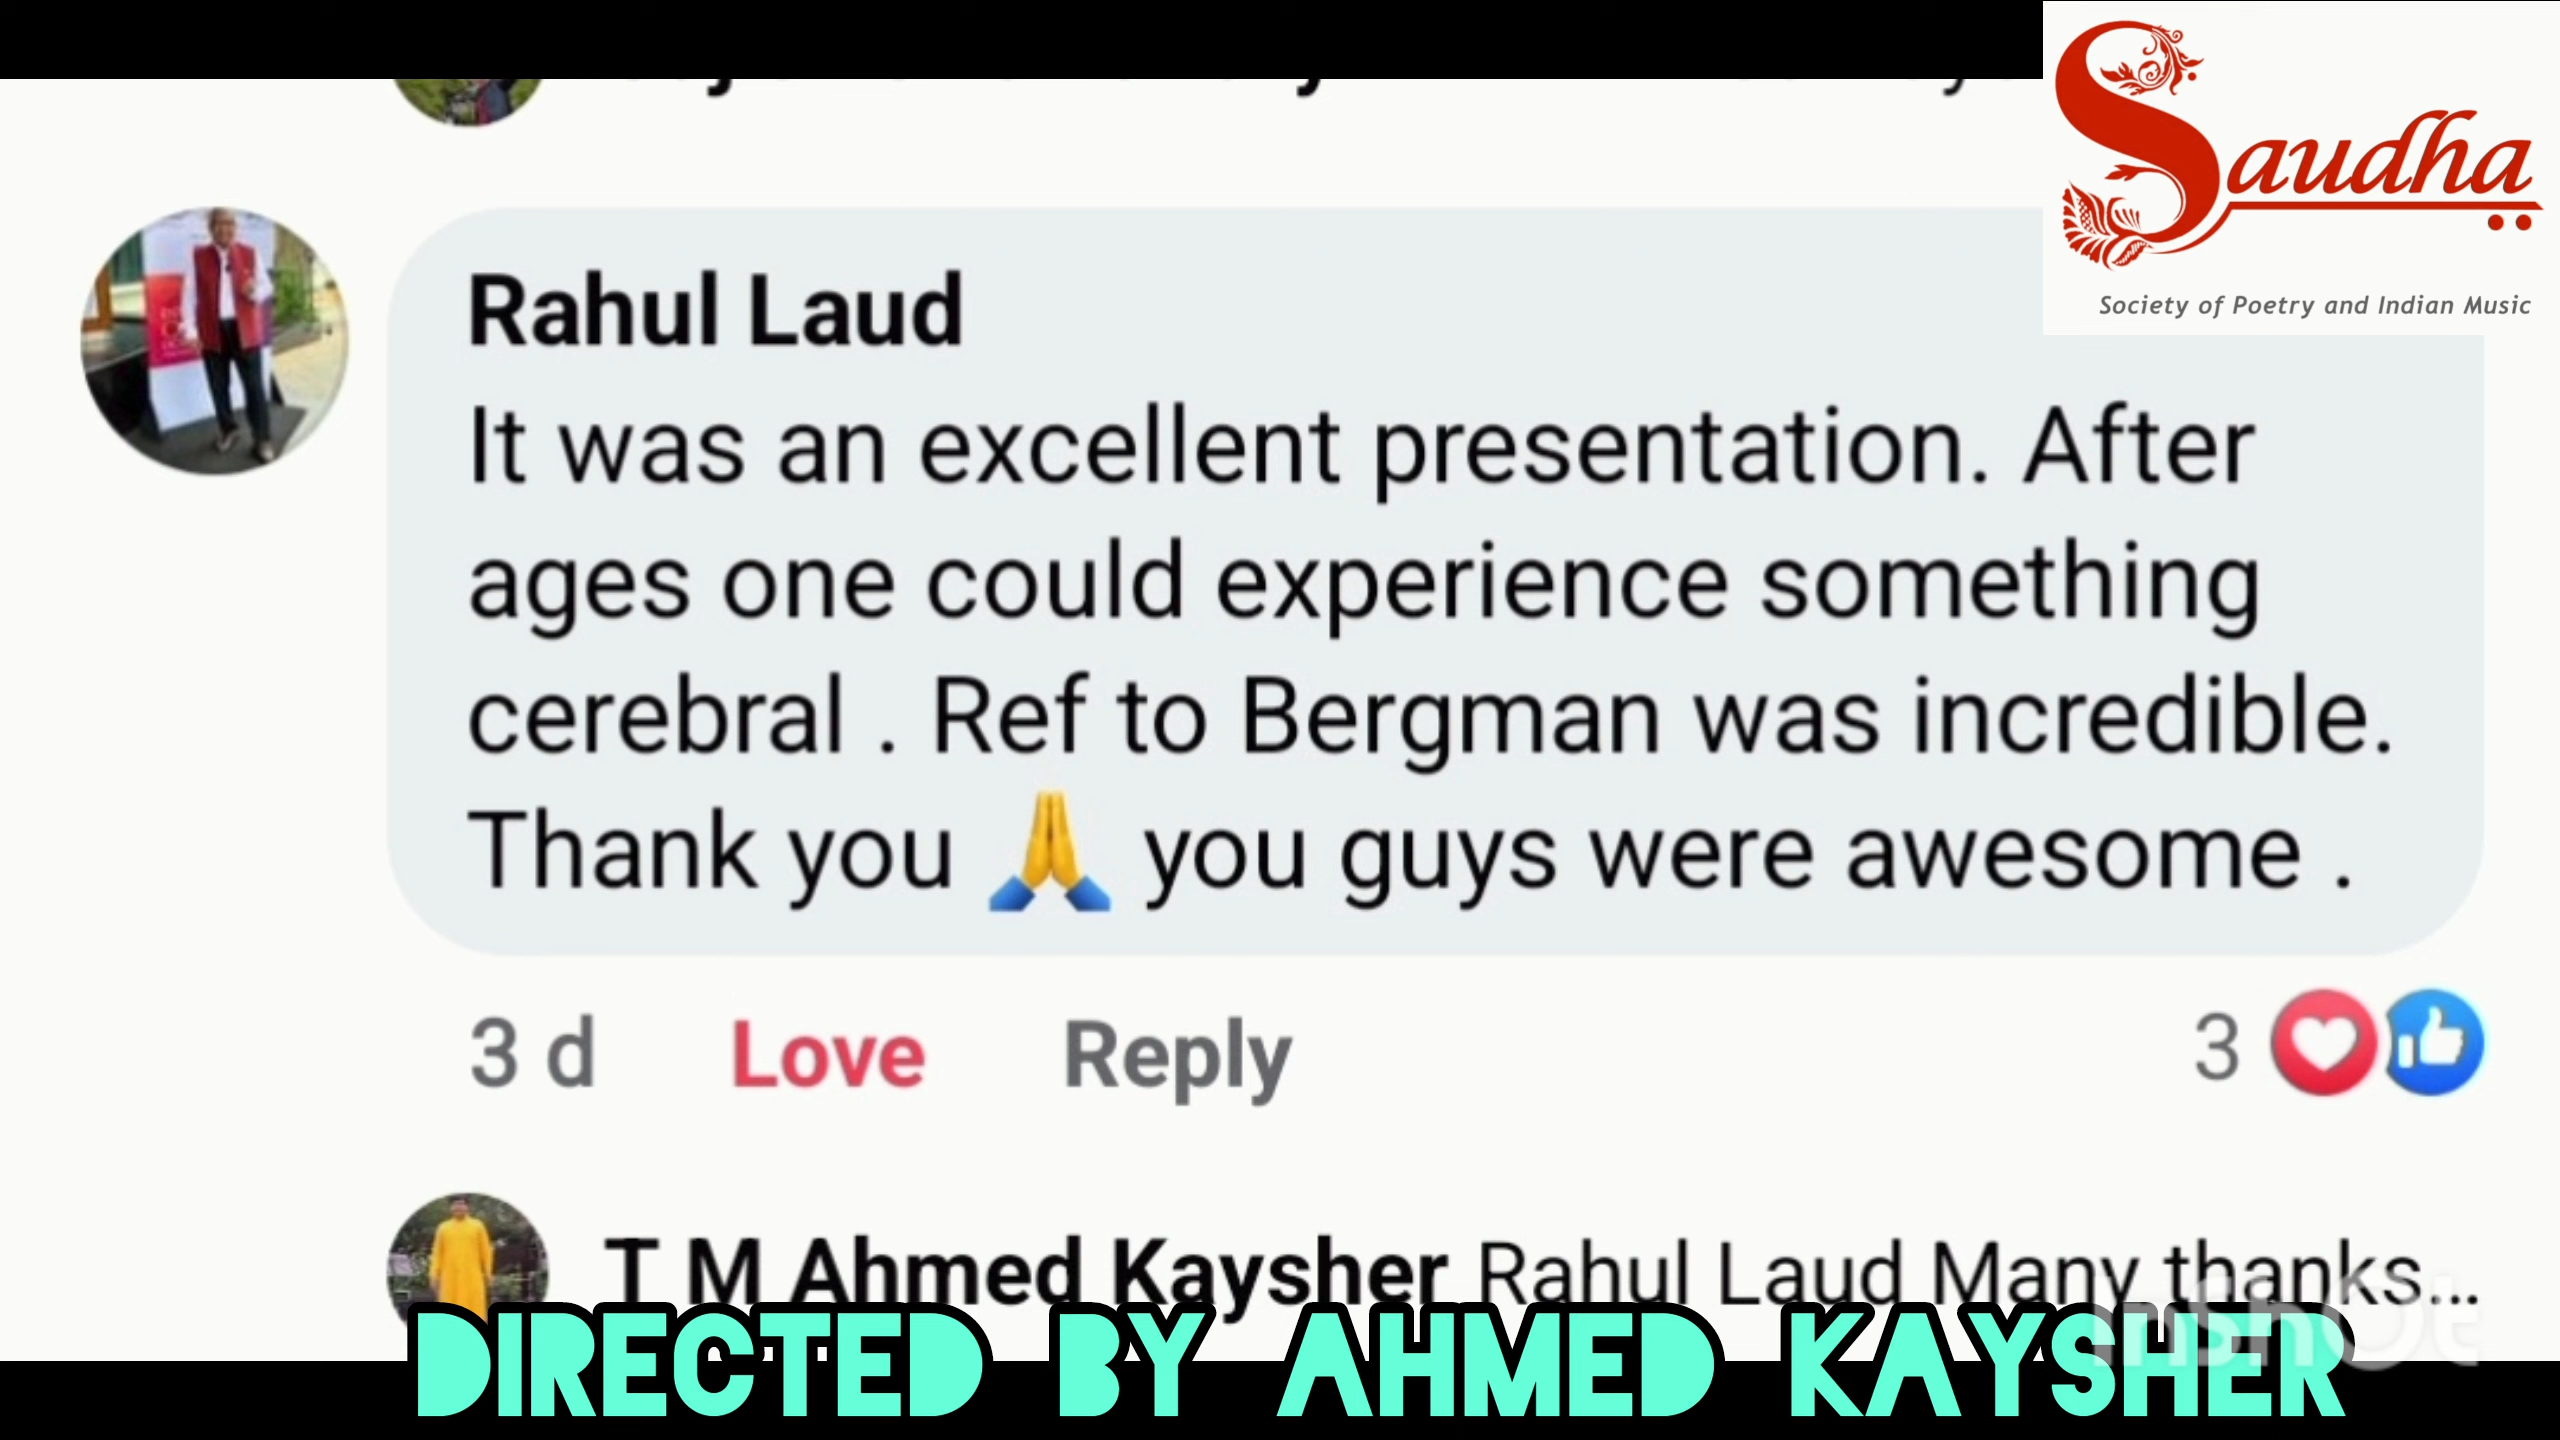 Saudha
Society of Poetry and Indian Music
Rahul Laud
It was an excellent presentation. After
ages one could experience something
cerebral . Ref to Bergman was incredible.
Thank you 🙏 you guys were awesome .
3 d Love Reply 3
T M Ahmed Kaysher Rahul Laud Many thanks...
DIRECTED BY AHMED KAYSHER
InShOt